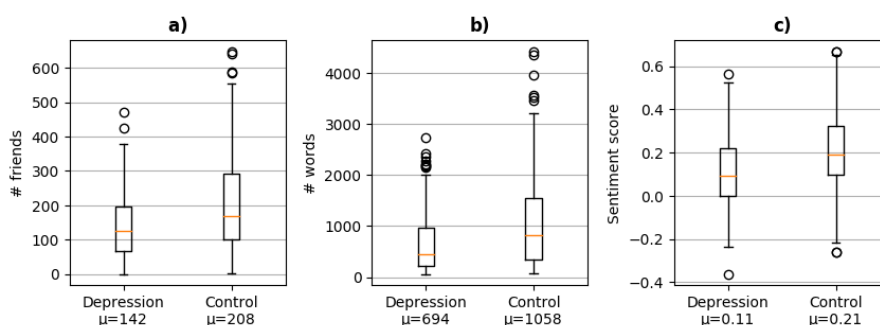 a)
# friends
600
500
400
300
200
100
0
Depression
μ=142
Control
μ=208
b)
# words
4000
3000
2000
1000
0
Depression
μ=694
Control
μ=1058
c)
Sentiment score
0.6
0.4
0.2
0.0
−0.2
−0.4
Depression
μ=0.11
Control
μ=0.21